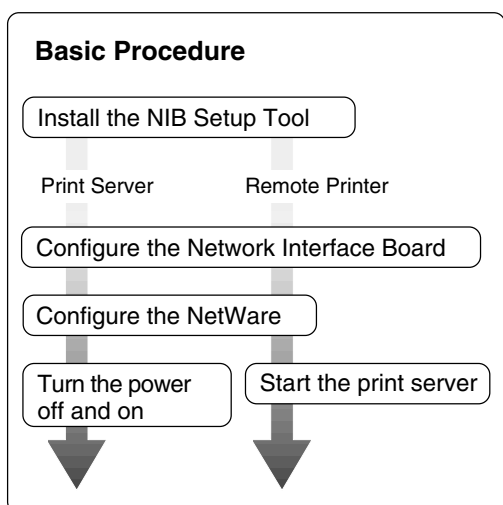 Basic Procedure
Install the NIB Setup Tool
Print Server
Remote Printer
Configure the Network Interface Board
Configure the NetWare
Turn the power
off and on
Start the print server